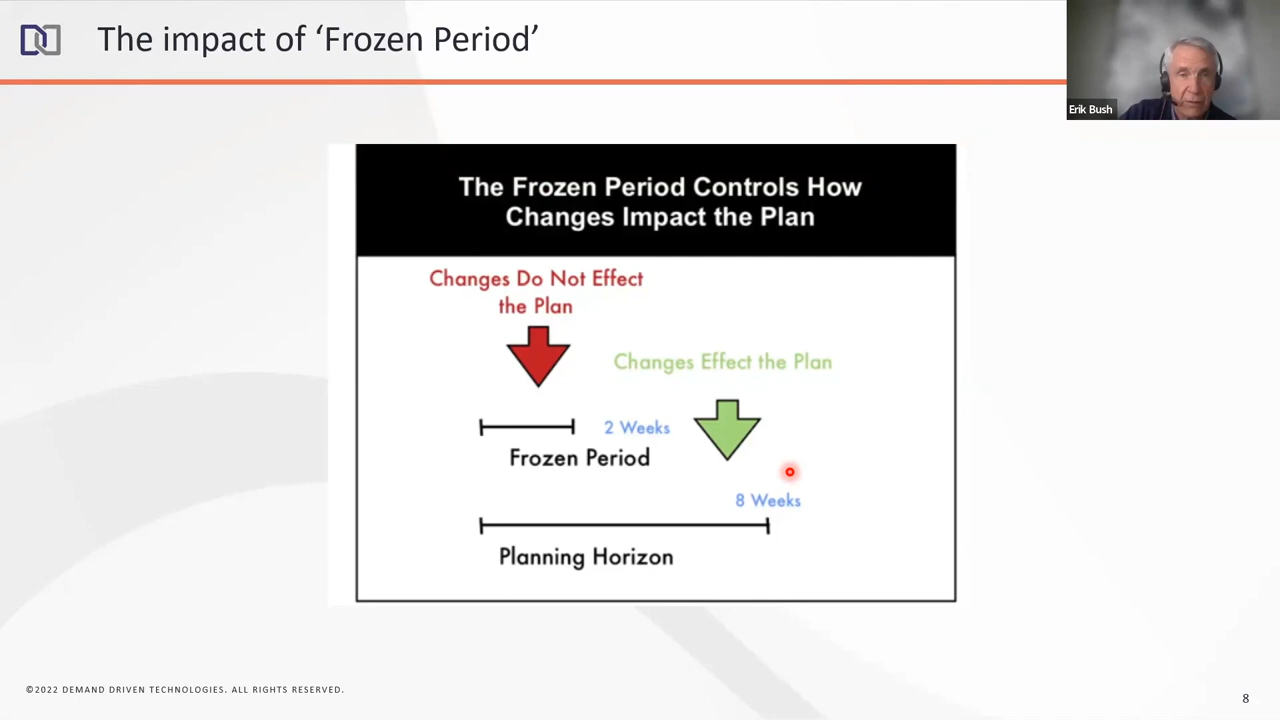 The impact of ‘Frozen Period’
Erik Bush
The Frozen Period Controls How
Changes Impact the Plan
Changes Do Not Effect
the Plan
Changes Effect the Plan
2 Weeks
Frozen Period
8 Weeks
Planning Horizon
©2022 DEMAND DRIVEN TECHNOLOGIES. ALL RIGHTS RESERVED.
8